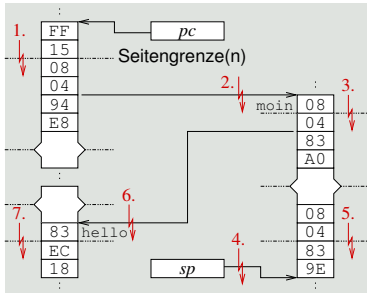 1.
FF
pc
15
Seitengrenze(n)
08
04
2.
3.
94
moin
08
E8
04
83
A0
6.
7.
08
83
hello
04
5.
EC
4.
83
18
sp
9E